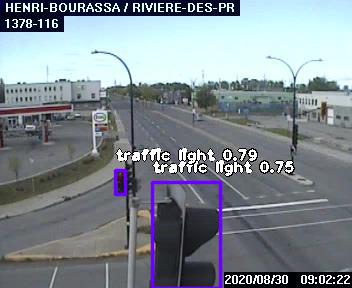 HENRI-BOURASSA / RIVIERE-DES-PR
1378-116
traffic light 0.79
traffic light 0.75
2020/08/30 09:02:22